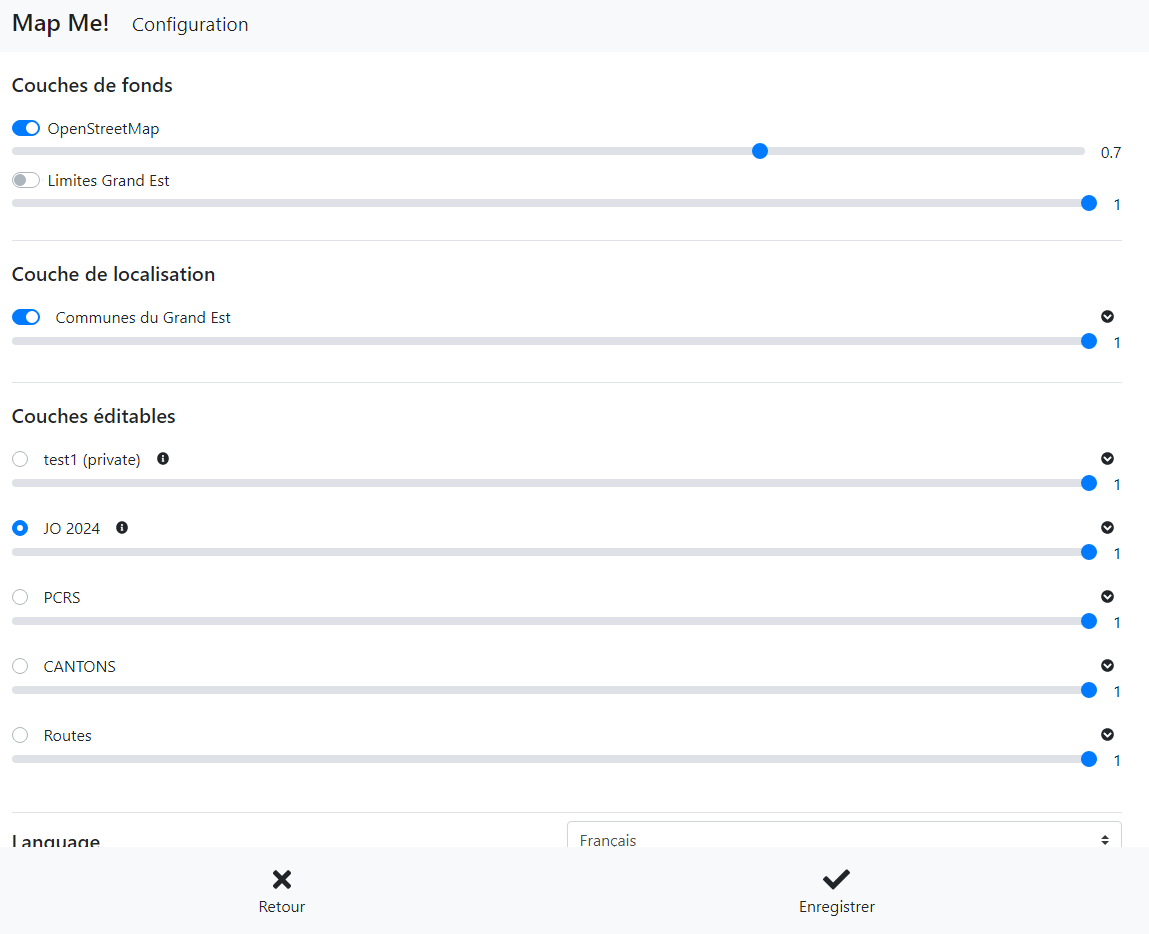 Map Me! Configuration
Couches de fonds
OpenStreetMap
0.7
Limites Grand Est
1
Couche de localisation
Communes du Grand Est
1
Couches éditables
test1 (private)
1
JO 2024
1
PCRS
1
CANTONS
1
Routes
1
Language Français
Retour Enregistrer